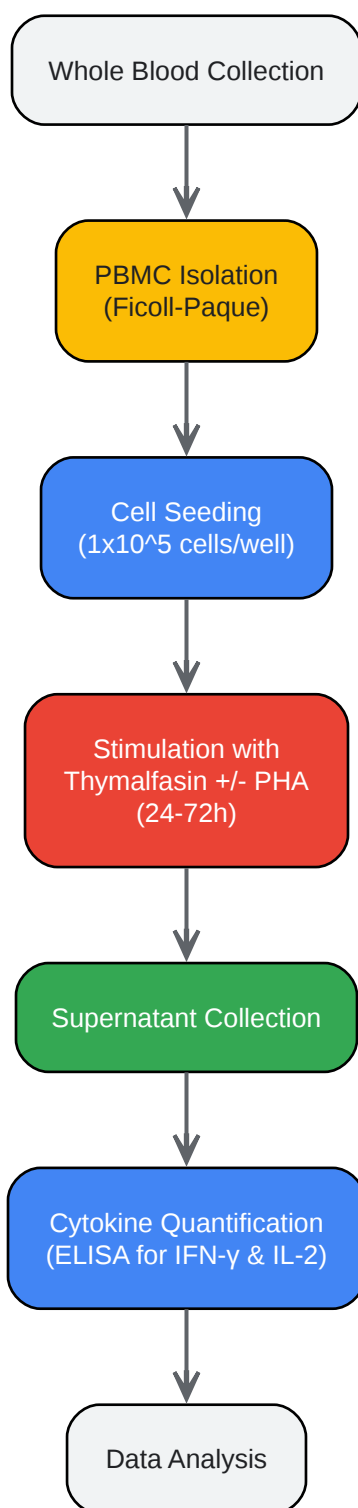 Whole Blood Collection
PBMC Isolation
(Ficoll-Paque)
Cell Seeding
(1x10^5 cells/well)
Stimulation with
Thymalfasin +/- PHA
(24-72h)
Supernatant Collection
Cytokine Quantification
(ELISA for IFN-γ & IL-2)
Data Analysis